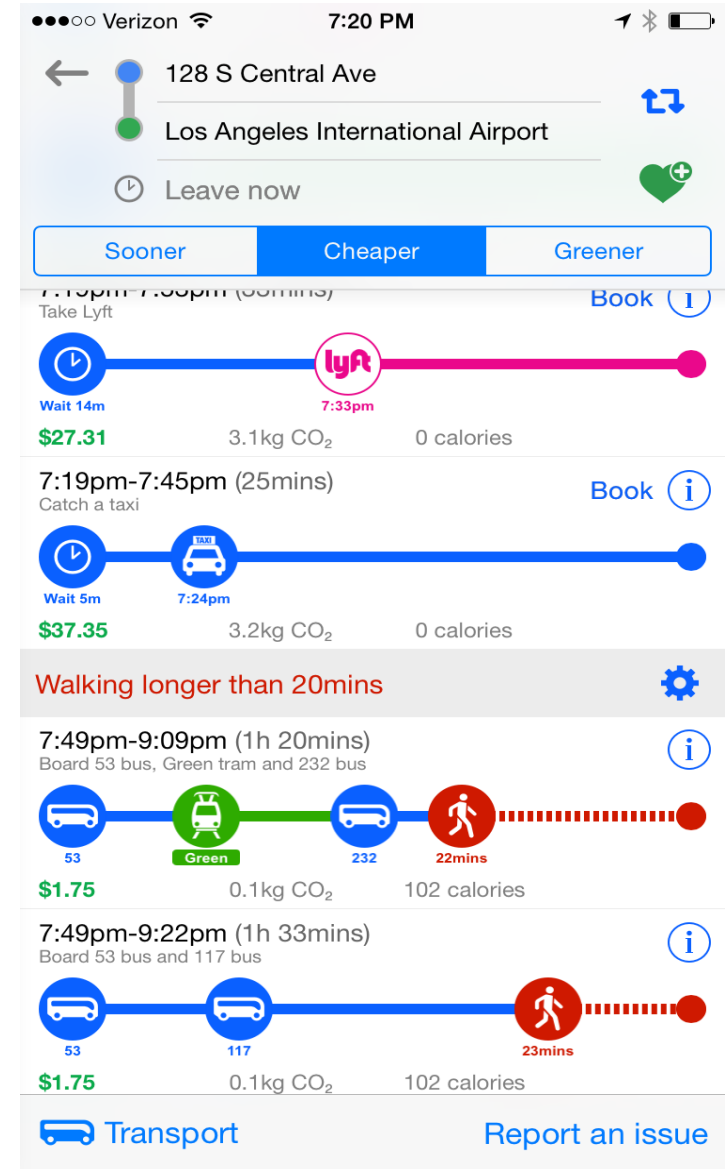 Verizon 7:20 PM
128 S Central Ave
Los Angeles International Airport
Leave now
Sooner Cheaper Greener
Book i
Take Lyft
lyft
Wait 14m 7:33pm
$27.31 3.1kg CO₂ 0 calories
7:19pm-7:45pm (25mins)
Book i
Catch a taxi
TAXI
Wait 5m 7:24pm
$37.35 3.2kg CO₂ 0 calories
Walking longer than 20mins
7:49pm-9:09pm (1h 20mins)
i
Board 53 bus, Green tram and 232 bus
53 Green 232 22mins
$1.75 0.1kg CO₂ 102 calories
7:49pm-9:22pm (1h 33mins)
i
Board 53 bus and 117 bus
53 117 23mins
$1.75 0.1kg CO₂ 102 calories
Transport Report an issue